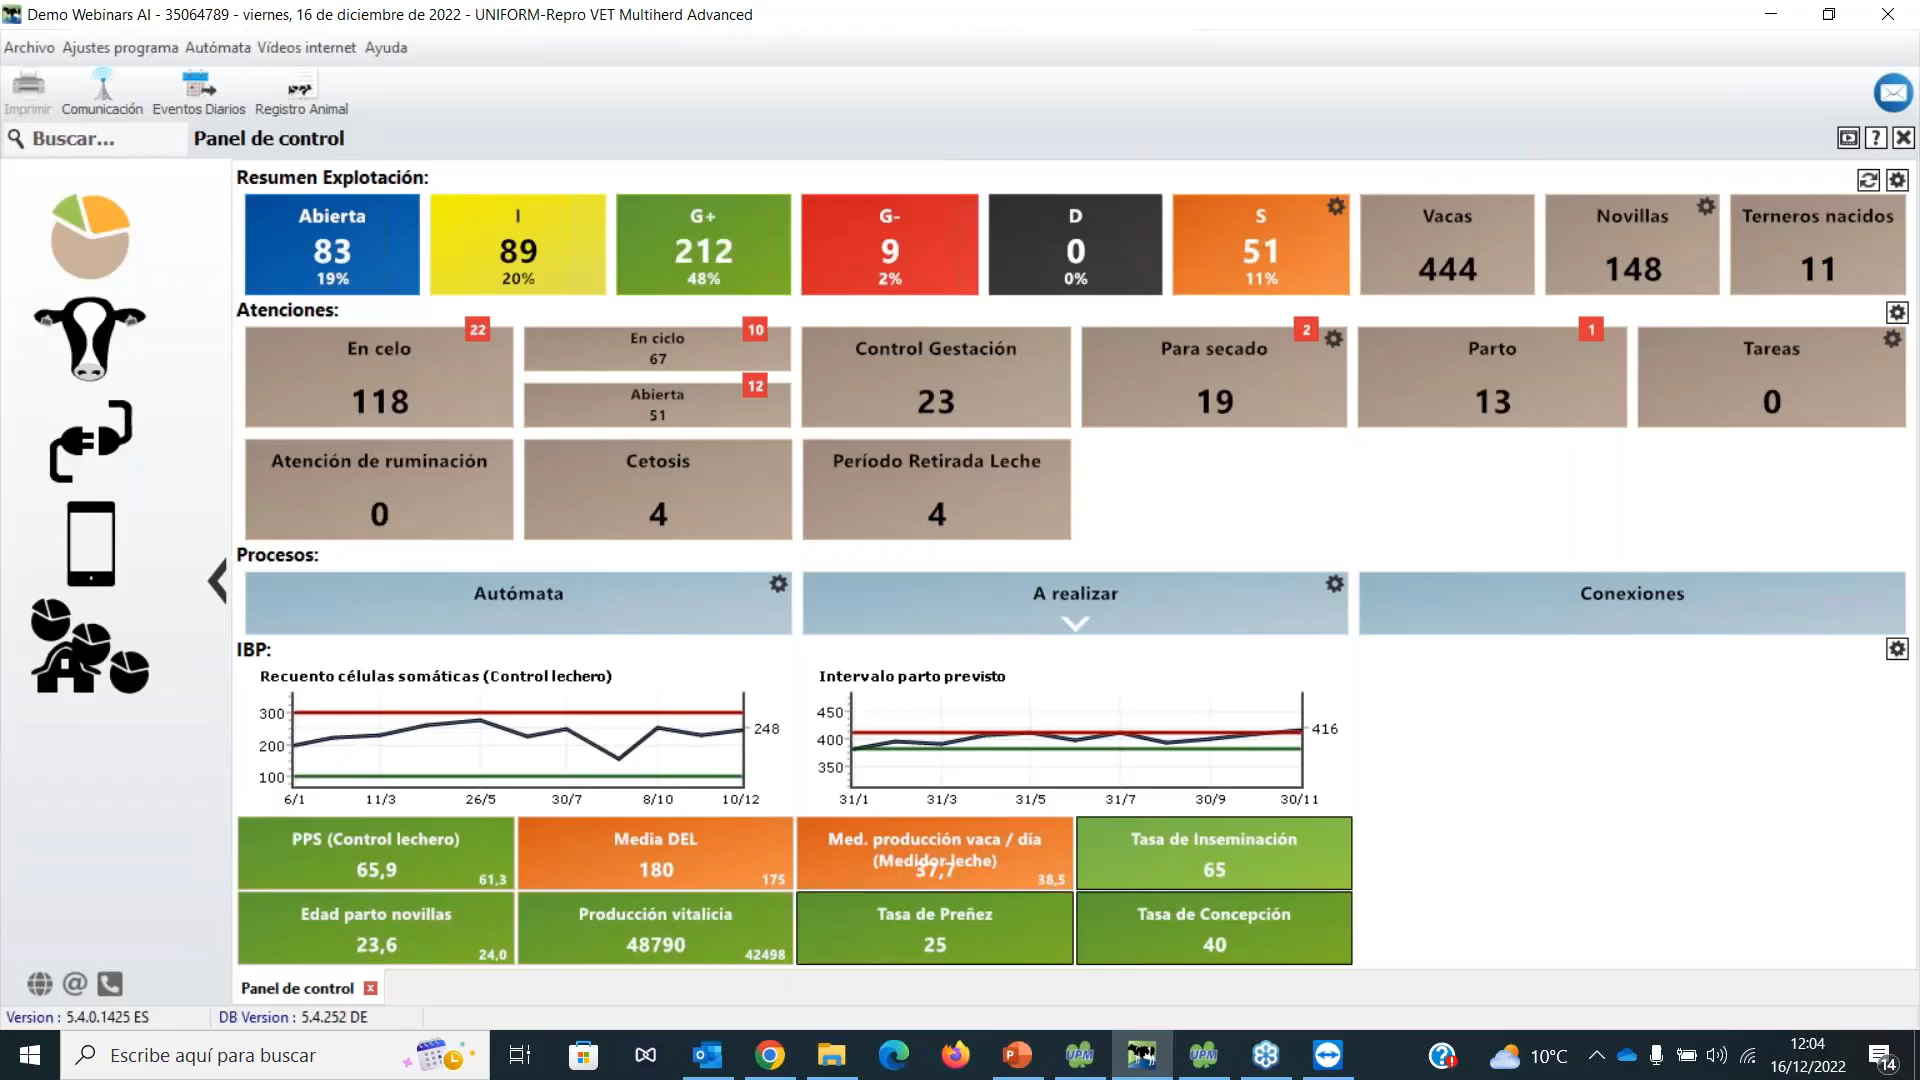 Demo Webinars AI - 35064789 - viernes, 16 de diciembre de 2022 - UNIFORM-Repro VET Multiherd Advanced
Archivo Ajustes programa Autómata Vídeos internet Ayuda
Imprimir Comunicación Eventos Diarios Registro Animal
Buscar... Panel de control
Resumen Explotación:
Abierta I G+ G- D S Vacas Novillas Terneros nacidos
83 89 212 9 0 51 444 148 11
19% 20% 48% 2% 0% 11%
Atenciones:
22 10 2 1
En celo En ciclo Control Gestación Para secado Parto Tareas
67
12
118 Abierta 23 19 13 0
51
Atención de ruminación Cetosis Período Retirada Leche
0 4 4
Procesos:
Autómata A realizar Conexiones
IBP:
Recuento células somáticas (Control lechero) Intervalo parto previsto
300 450
248 416
200 400
100 350
6/1 11/3 26/5 30/7 8/10 10/12 31/1 31/3 31/5 31/7 30/9 30/11
PPS (Control lechero) Media DEL Med. producción vaca / día Tasa de Inseminación
(Medidor leche)
65,9 61,3 180 175 37,7 38,5 65
Edad parto novillas Producción vitalicia Tasa de Preñez Tasa de Concepción
23,6 24,0 48790 42498 25 40
Panel de control x
Version : 5.4.0.1425 ES DB Version : 5.4.252 DE
Escribe aquí para buscar UPM UPM 10°C 12:04
16/12/2022 14